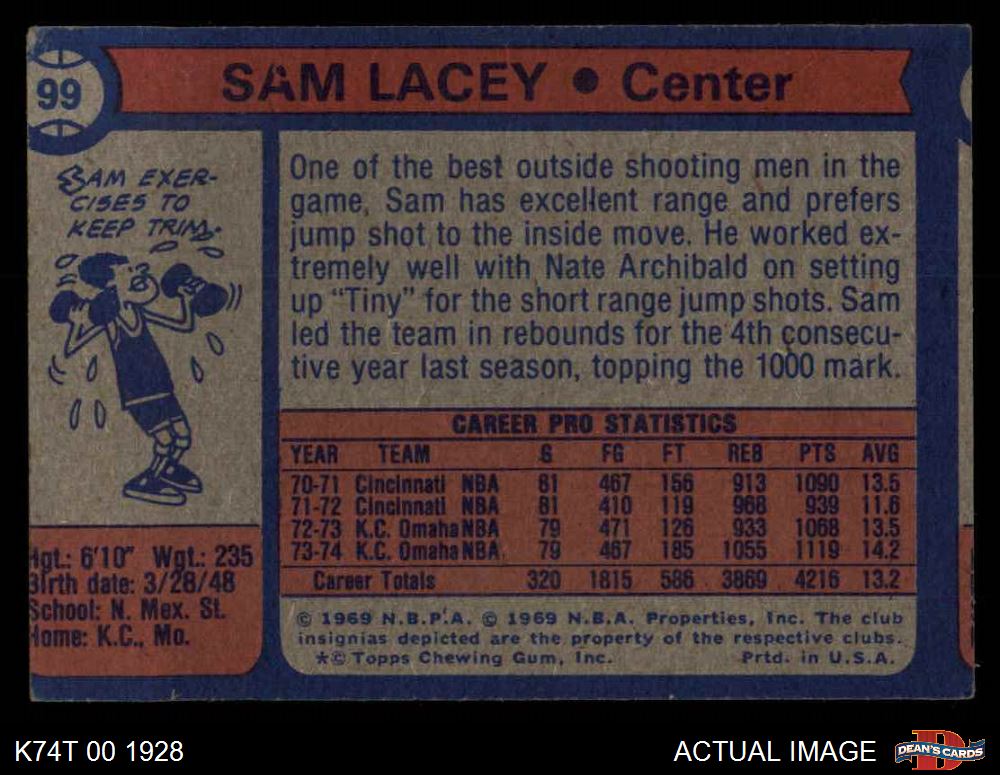 99
SAM LACEY • Center
SAM EXER-
CISES TO
KEEP TRIM.
One of the best outside shooting men in the
game, Sam has excellent range and prefers
jump shot to the inside move. He worked ex-
tremely well with Nate Archibald on setting
up "Tiny" for the short range jump shots. Sam
led the team in rebounds for the 4th consecu-
tive year last season, topping the 1000 mark.
CAREER PRO STATISTICS
YEAR TEAM G FG FT REB PTS AVG
70-71 Cincinnati NBA 81 467 156 913 1090 13.5
71-72 Cincinnati NBA 81 410 119 968 939 11.6
72-73 K.C. Omaha NBA 79 471 126 933 1068 13.5
73-74 K.C. Omaha NBA 79 467 185 1055 1119 14.2
Career Totals 320 1815 586 3869 4216 13.2
Hgt.: 6'10" Wgt.: 235
Birth date: 3/28/48
School: N. Mex. St.
Home: K.C., Mo.
© 1969 N.B.P.A. © 1969 N.B.A. Properties, Inc. The club
insignias depicted are the property of the respective clubs.
*© Topps Chewing Gum, Inc. Prtd. in U.S.A.
K74T 00 1928
ACTUAL IMAGE
DEAN'S CARDS